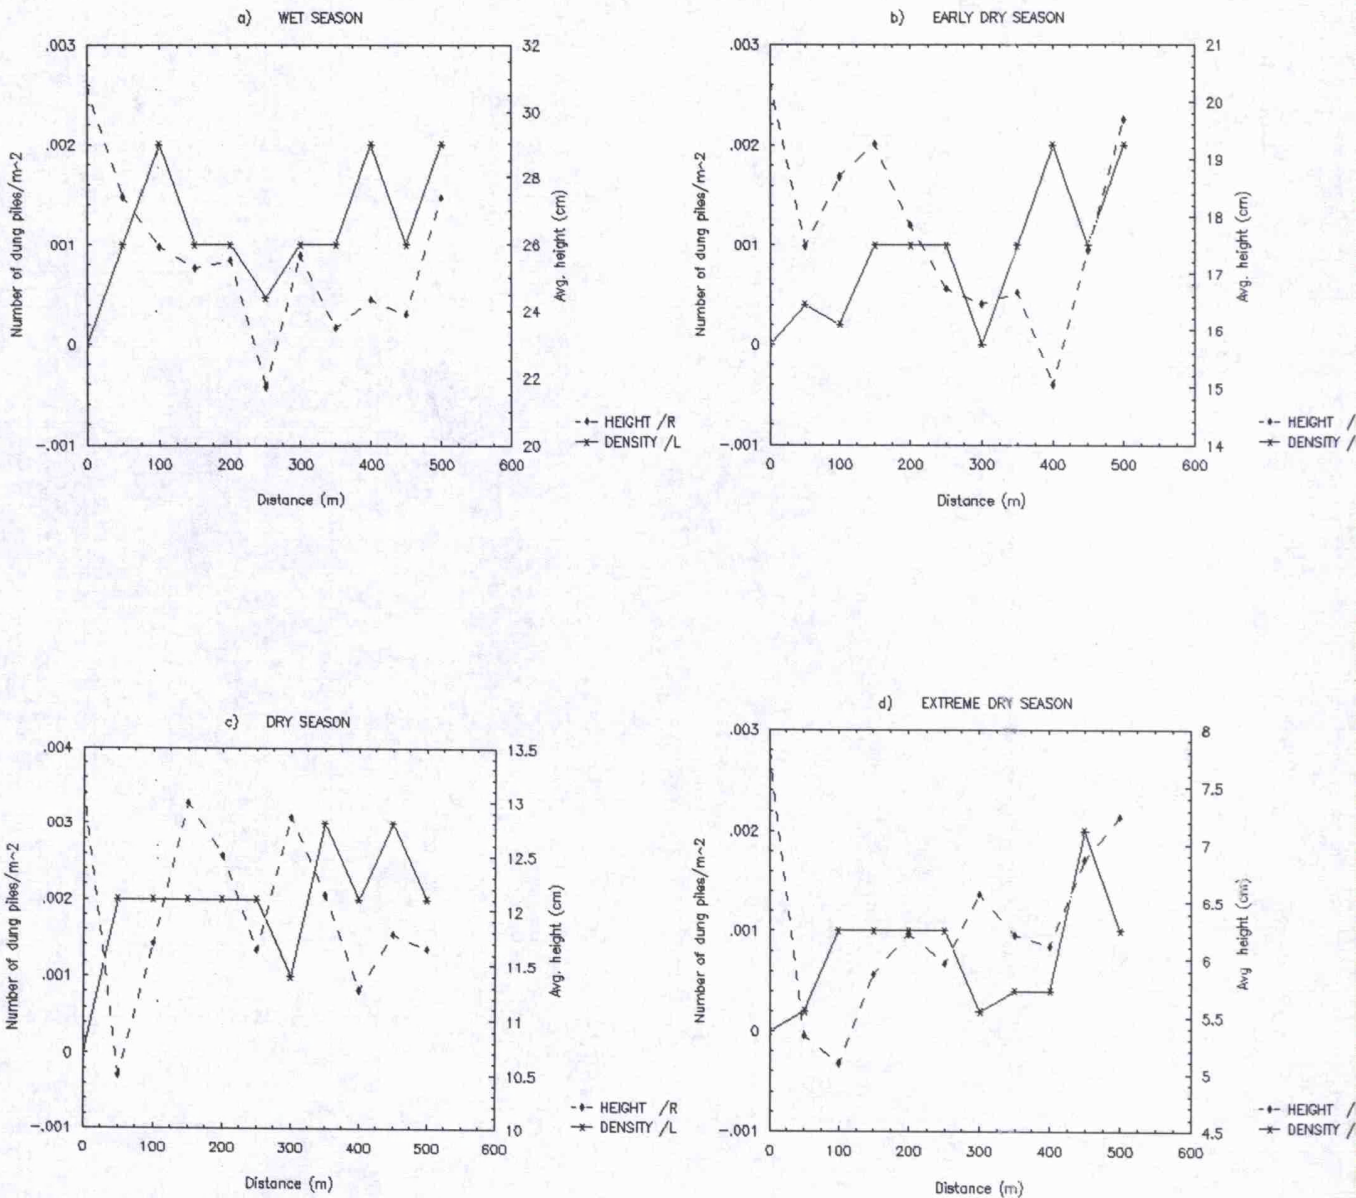 a) WET SEASON
.003
.002
.001
0
-.001
Number of dung piles/m^2
32
30
28
26
24
22
20
Avg. height (cm)
0 100 200 300 400 500 600
Distance (m)
HEIGHT /R
DENSITY /L
b) EARLY DRY SEASON
.003
.002
.001
0
-.001
Number of dung piles/m^2
21
20
19
18
17
16
15
14
Avg. height (cm)
0 100 200 300 400 500 600
Distance (m)
HEIGHT /
DENSITY /
c) DRY SEASON
.004
.003
.002
.001
0
-.001
Number of dung piles/m^2
13.5
13
12.5
12
11.5
11
10.5
10
Avg. height (cm)
0 100 200 300 400 500 600
Distance (m)
HEIGHT /R
DENSITY /L
d) EXTREME DRY SEASON
.003
.002
.001
0
-.001
Number of dung piles/m^2
8
7.5
7
6.5
6
5.5
5
4.5
Avg height (cm)
0 100 200 300 400 500 600
Distance (m)
HEIGHT /
DENSITY /